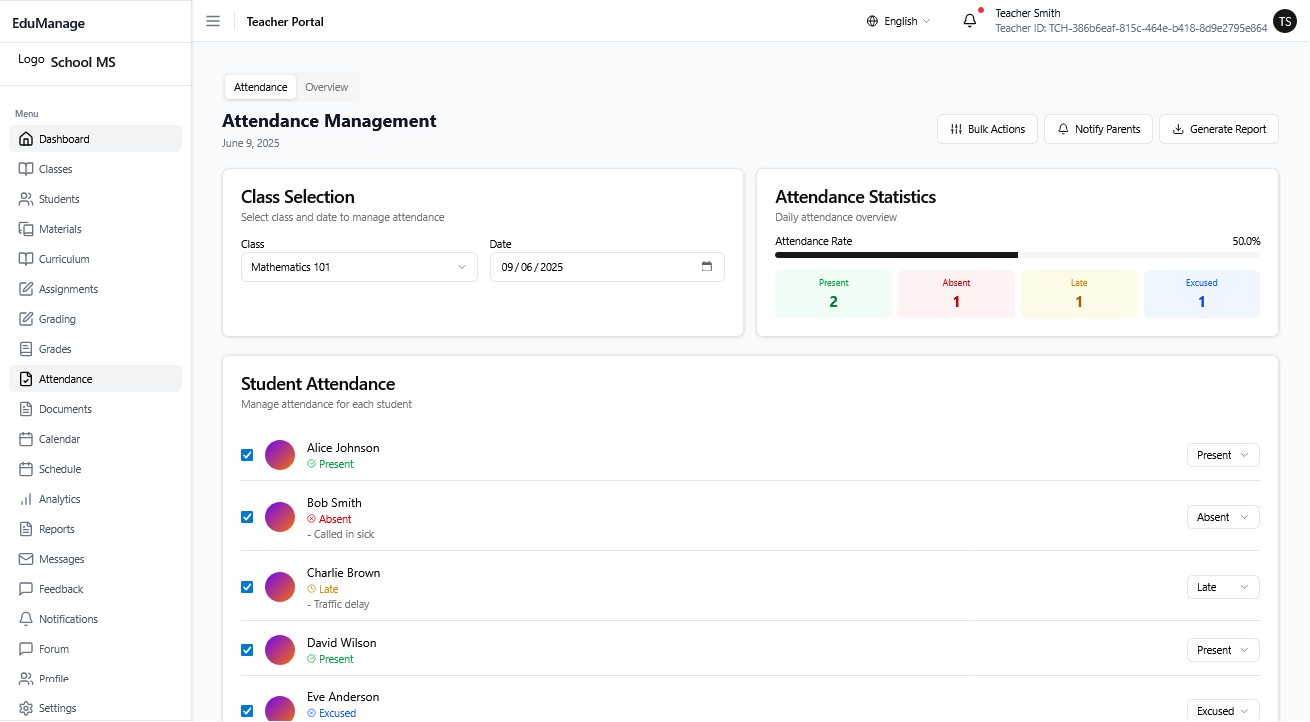 EduManage
Teacher Portal
English
Teacher Smith
Teacher ID: TCH-386b6eaf-815c-464e-b418-8d9e2795e864
TS
Logo School MS
Menu
Dashboard
Classes
Students
Materials
Curriculum
Assignments
Grading
Grades
Attendance
Documents
Calendar
Schedule
Analytics
Reports
Messages
Feedback
Notifications
Forum
Profile
Settings
Attendance Overview
Attendance Management
June 9, 2025
Bulk Actions
Notify Parents
Generate Report
Class Selection
Select class and date to manage attendance
Class
Mathematics 101
Date
09/06/2025
Attendance Statistics
Daily attendance overview
Attendance Rate 50.0%
Present
2
Absent
1
Late
1
Excused
1
Student Attendance
Manage attendance for each student
Alice Johnson
Present
Present
Bob Smith
Absent
- Called in sick
Absent
Charlie Brown
Late
- Traffic delay
Late
David Wilson
Present
Present
Eve Anderson
Excused
Excused